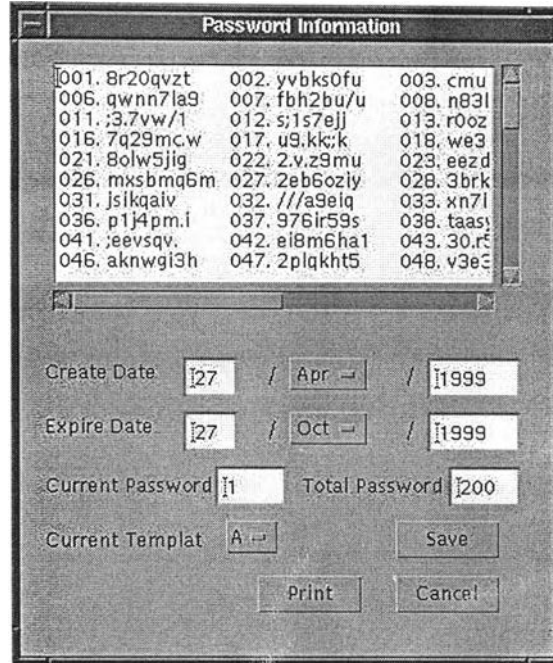 Password Information
001. 8r20qvzt 002. yvbks0fu 003. cmu
006. qwnn7la9 007. fbh2bu/u 008. n83l
011. ;3.7vw/1 012. s;1s7ejj 013. r0oz
016. 7q29mc.w 017. u9.kk;;k 018. we3
021. 8olw5jig 022. 2.v.z9mu 023. eezd
026. mxsbmq6m 027. 2eb6oziy 028. 3brk
031. jsikqaiv 032. ///a9eiq 033. xn7l
036. p1j4pm.i 037. 976ir59s 038. taasy
041. ;eevsqv. 042. ei8m6ha1 043. 30.r5
046. aknwgi3h 047. 2plqkht5 048. v3e3
Create Date 27 / Apr / 1999
Expire Date 27 / Oct / 1999
Current Password 1 Total Password 200
Current Templat A Save
Print Cancel